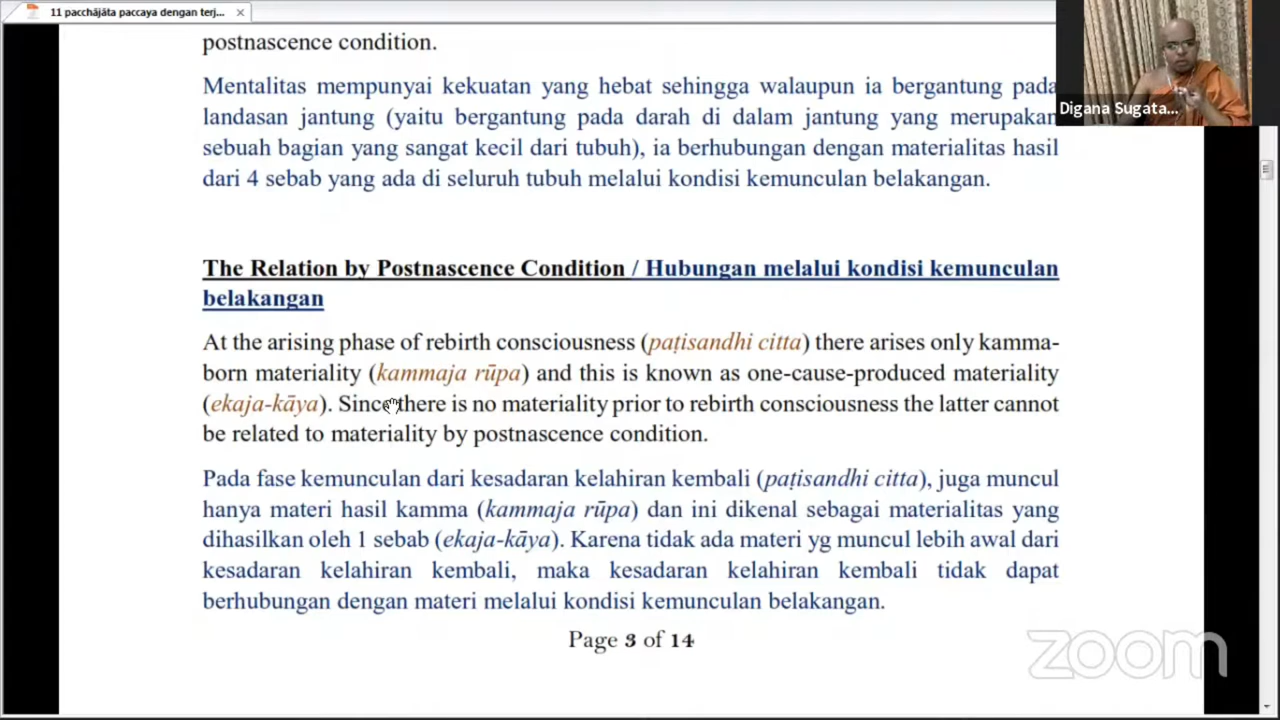 11 pacchājāta paccaya dengan terj...
postnascence condition.
Mentalitas mempunyai kekuatan yang hebat sehingga walaupun ia bergantung pada
landasan jantung (yaitu bergantung pada darah di dalam jantung yang merupakan
sebuah bagian yang sangat kecil dari tubuh), ia berhubungan dengan materialitas hasil
dari 4 sebab yang ada di seluruh tubuh melalui kondisi kemunculan belakangan.
Digana Sugata...
The Relation by Postnascence Condition / Hubungan melalui kondisi kemunculan
belakangan
At the arising phase of rebirth consciousness (paṭisandhi citta) there arises only kamma-
born materiality (kammaja rūpa) and this is known as one-cause-produced materiality
(ekaja-kāya). Since there is no materiality prior to rebirth consciousness the latter cannot
be related to materiality by postnascence condition.
Pada fase kemunculan dari kesadaran kelahiran kembali (paṭisandhi citta), juga muncul
hanya materi hasil kamma (kammaja rūpa) dan ini dikenal sebagai materialitas yang
dihasilkan oleh 1 sebab (ekaja-kāya). Karena tidak ada materi yg muncul lebih awal dari
kesadaran kelahiran kembali, maka kesadaran kelahiran kembali tidak dapat
berhubungan dengan materi melalui kondisi kemunculan belakangan.
Page 3 of 14
zoom